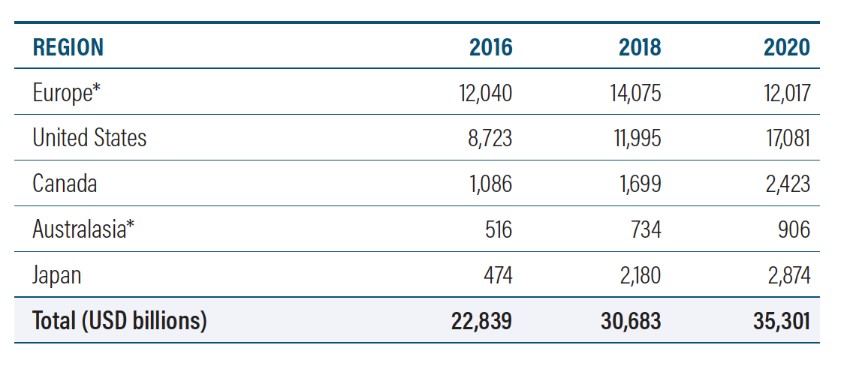 REGION 2016 2018 2020
Europe* 12,040 14,075 12,017
United States 8,723 11,995 17,081
Canada 1,086 1,699 2,423
Australasia* 516 734 906
Japan 474 2,180 2,874
Total (USD billions) 22,839 30,683 35,301